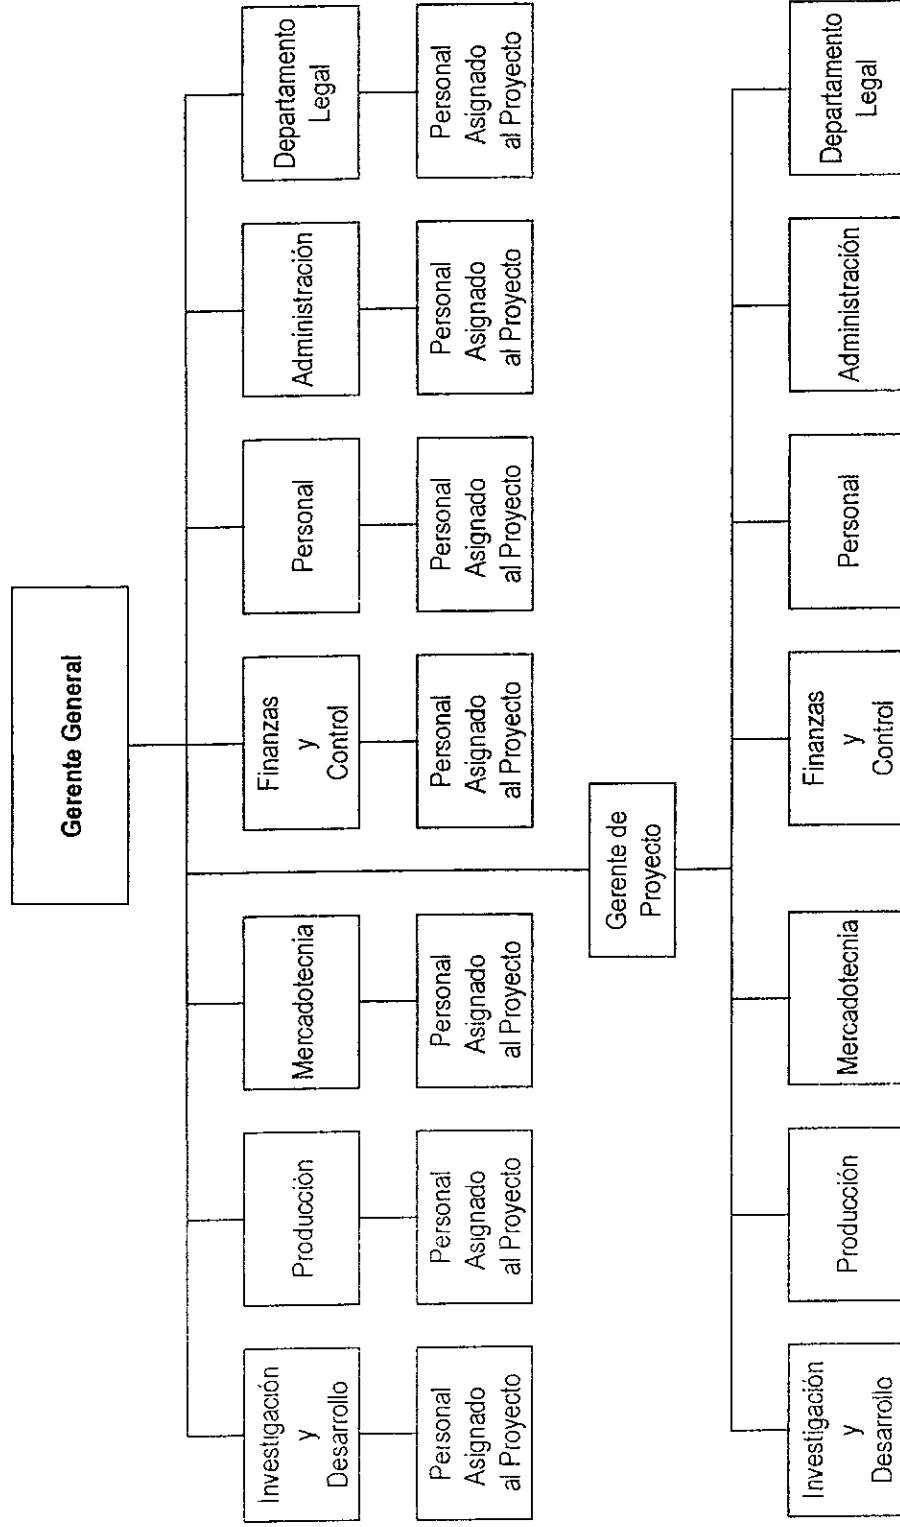 Gerente General
Investigación
y
Desarrollo
Producción
Mercadotecnia
Finanzas
y
Control
Personal
Administración
Departamento
Legal
Personal
Asignado
al Proyecto
Personal
Asignado
al Proyecto
Personal
Asignado
al Proyecto
Personal
Asignado
al Proyecto
Personal
Asignado
al Proyecto
Personal
Asignado
al Proyecto
Personal
Asignado
al Proyecto
Gerente de
Proyecto
Investigación
y
Desarrollo
Producción
Mercadotecnia
Finanzas
y
Control
Personal
Administración
Departamento
Legal